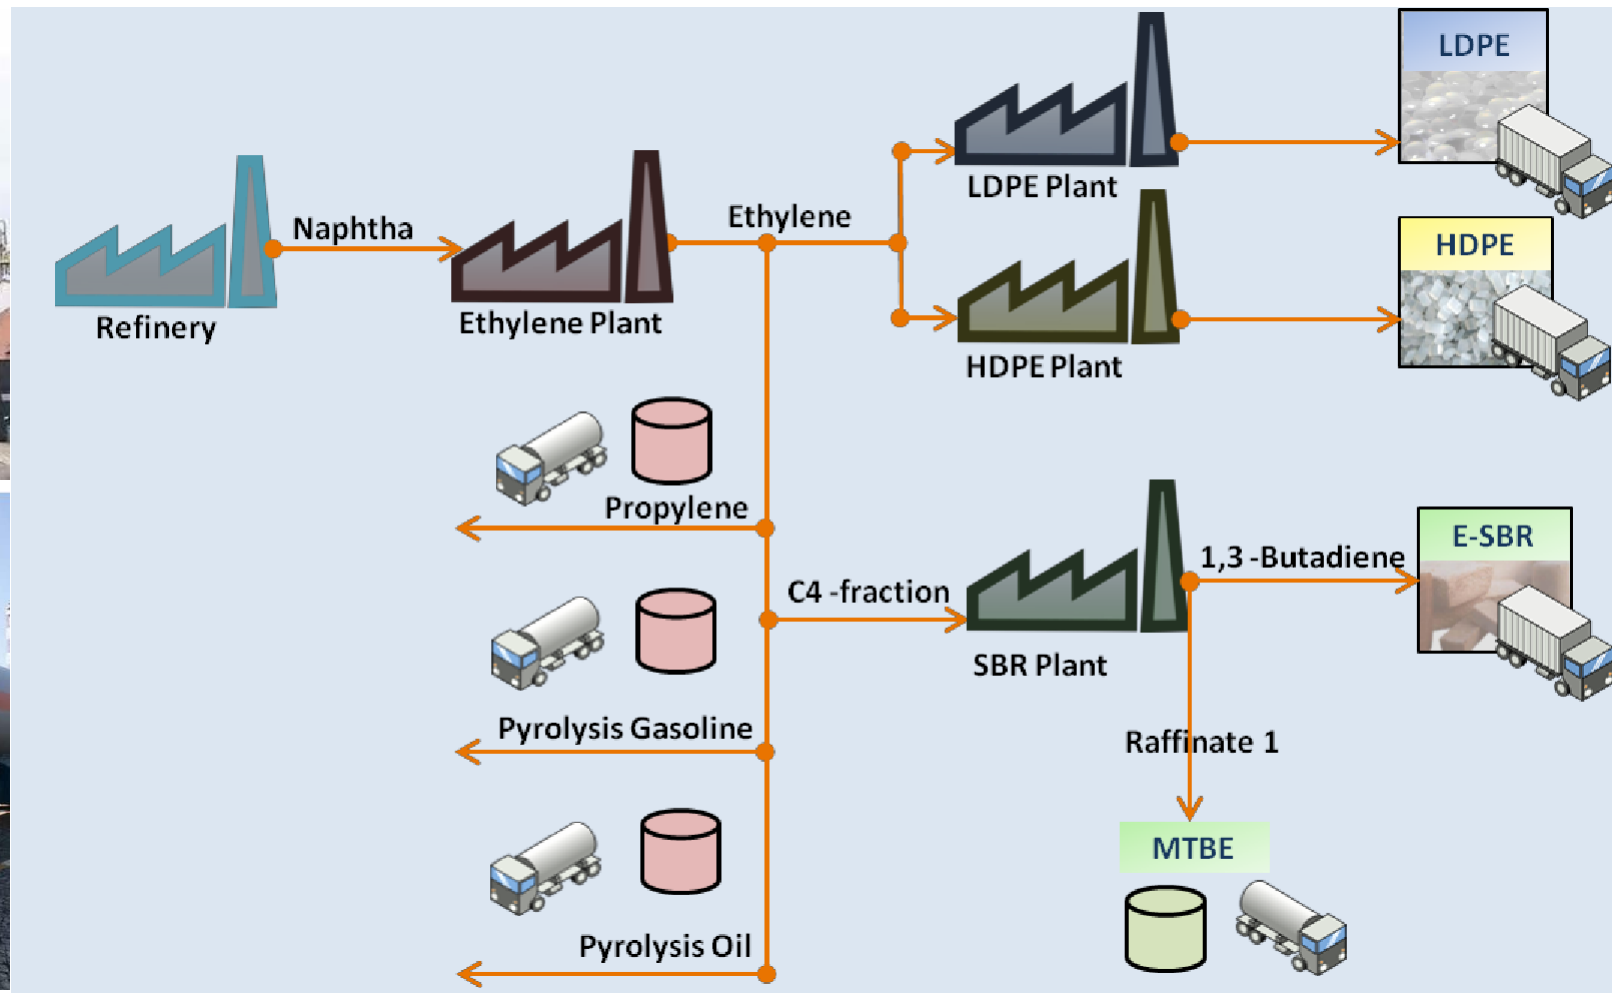 LDPE
LDPE Plant
Naphtha
Ethylene
HDPE
Refinery
Ethylene Plant
HDPE Plant
Propylene
E-SBR
1,3 -Butadiene
C4 -fraction
SBR Plant
Pyrolysis Gasoline
Raffinate 1
MTBE
Pyrolysis Oil